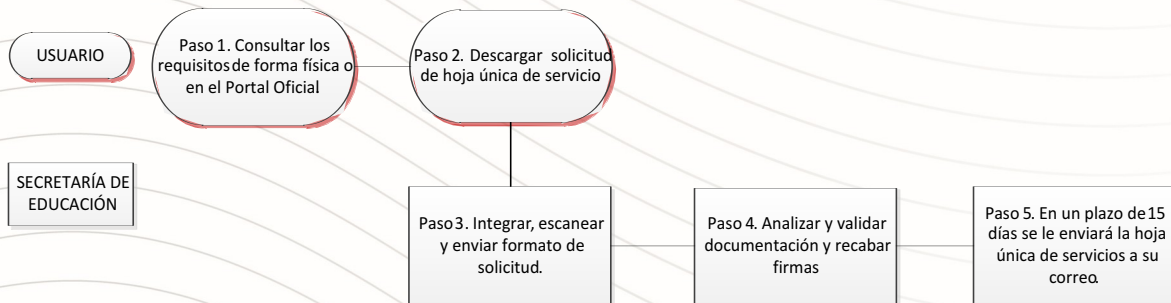 USUARIO
Paso 1. Consultar los
requisitos de forma física o
en el Portal Oficial
Paso 2. Descargar solicitud
de hoja única de servicio
SECRETARÍA DE
EDUCACIÓN
Paso 3. Integrar, escanear
y enviar formato de
solicitud.
Paso 4. Analizar y validar
documentación y recabar
firmas
Paso 5. En un plazo de 15
días se le enviará la hoja
única de servicios a su
correo.